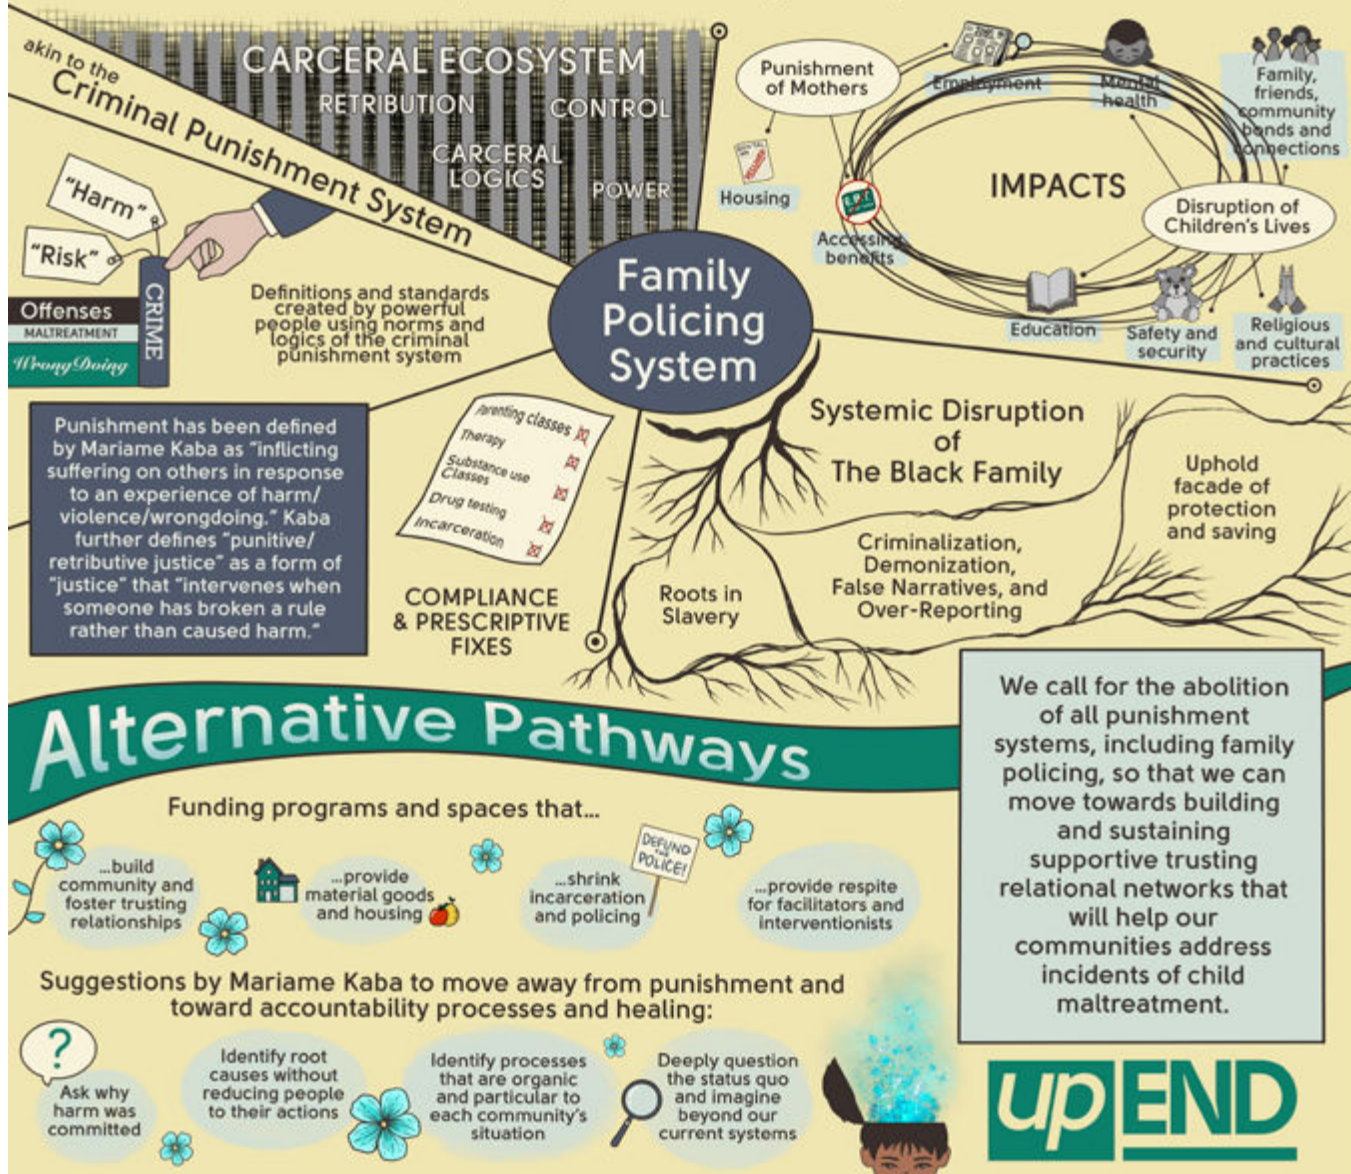 CARCERAL ECOSYSTEM
RETRIBUTION
CONTROL
CARCERAL
LOGICS
POWER
akin to the
Criminal Punishment System
"Harm"
"Risk"
Offenses
MALTREATMENT
WrongDoing
CRIME
Definitions and standards
created by powerful
people using norms and
logics of the criminal
punishment system
Family
Policing
System
Punishment
of Mothers
Employment
Mental
health
Family,
friends,
community
bonds and
connections
Housing
IMPACTS
Accessing
benefits
Disruption of
Children's Lives
Education
Safety and
security
Religious
and cultural
practices
Punishment has been defined
by Mariame Kaba as "inflicting
suffering on others in response
to an experience of harm/
violence/wrongdoing." Kaba
further defines "punitive/
retributive justice" as a form of
"justice" that "intervenes when
someone has broken a rule
rather than caused harm."
Parenting classes
Therapy
Substance use
Classes
Drug testing
Incarceration
COMPLIANCE
& PRESCRIPTIVE
FIXES
Systemic Disruption
of
The Black Family
Roots in
Slavery
Criminalization,
Demonization,
False Narratives, and
Over-Reporting
Uphold
facade of
protection
and saving
Alternative Pathways
Funding programs and spaces that...
...build
community and
foster trusting
relationships
...provide
material goods
and housing
DEFUND
THE
POLICE!
...shrink
incarceration
and policing
...provide respite
for facilitators and
interventionists
Suggestions by Mariame Kaba to move away from punishment and
toward accountability processes and healing:
?
Ask why
harm was
committed
Identify root
causes without
reducing people
to their actions
Identify processes
that are organic
and particular to
each community's
situation
Deeply question
the status quo
and imagine
beyond our
current systems
We call for the abolition
of all punishment
systems, including family
policing, so that we can
move towards building
and sustaining
supportive trusting
relational networks that
will help our
communities address
incidents of child
maltreatment.
upEND